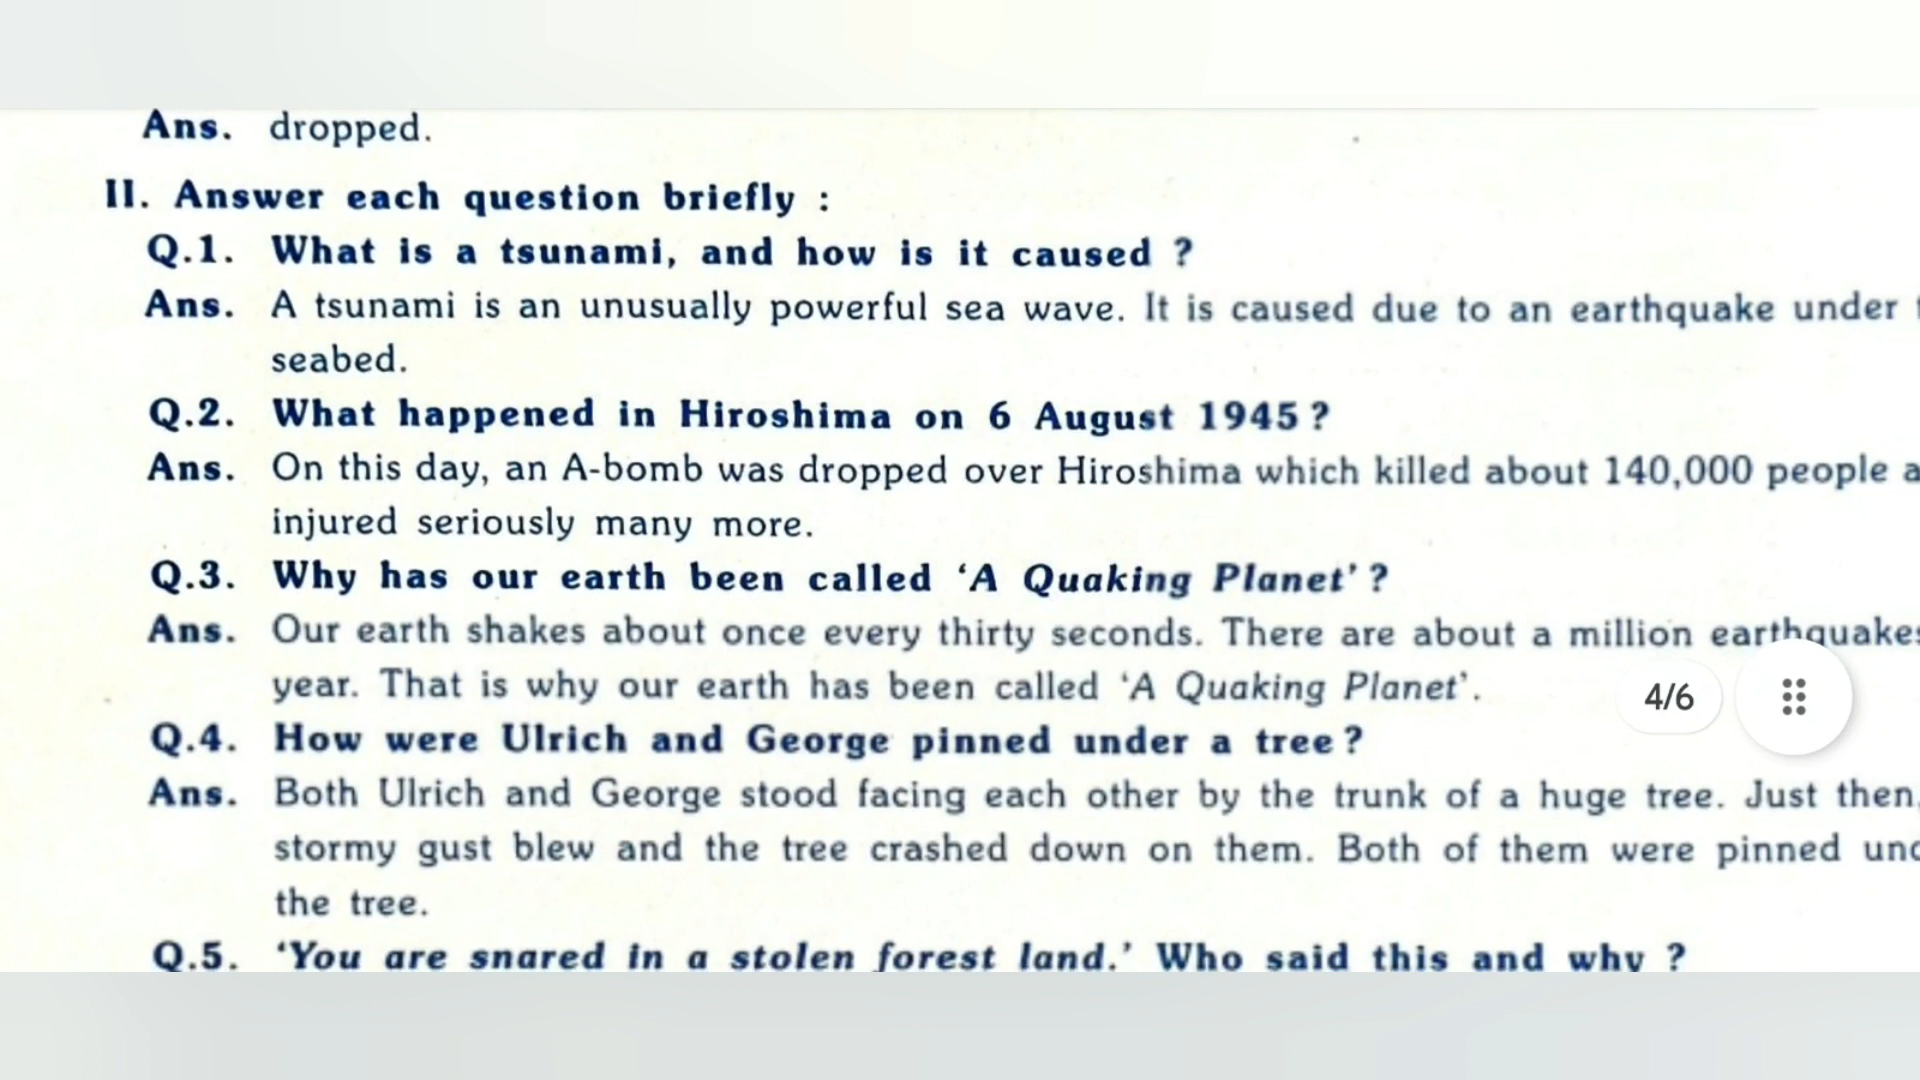 Ans. dropped.
II. Answer each question briefly :
Q.1. What is a tsunami, and how is it caused ?
Ans. A tsunami is an unusually powerful sea wave. It is caused due to an earthquake under
seabed.
Q.2. What happened in Hiroshima on 6 August 1945 ?
Ans. On this day, an A-bomb was dropped over Hiroshima which killed about 140,000 people
injured seriously many more.
Q.3. Why has our earth been called ‘A Quaking Planet’ ?
Ans. Our earth shakes about once every thirty seconds. There are about a million earthquakes
year. That is why our earth has been called ‘A Quaking Planet’.
4/6
Q.4. How were Ulrich and George pinned under a tree ?
Ans. Both Ulrich and George stood facing each other by the trunk of a huge tree. Just then,
stormy gust blew and the tree crashed down on them. Both of them were pinned
the tree.
Q.5. ‘You are snared in a stolen forest land.’ Who said this and why ?